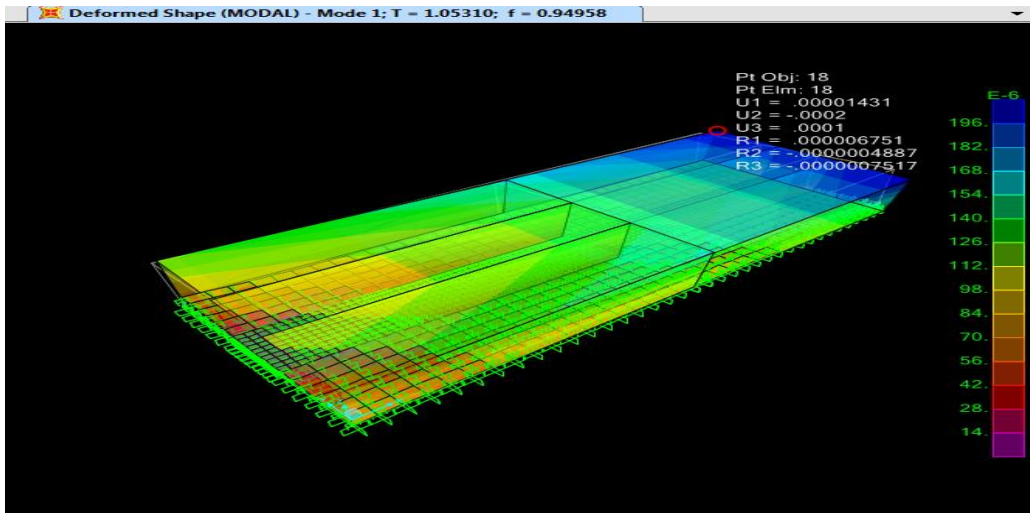 Deformed Shape (MODAL) - Mode 1; T = 1.05310; f = 0.94958
Pt Obj: 18
Pt Elm: 18
U1 = .00001431
U2 = -.0002
U3 = .0001
R1 = .000006751
R2 = -.0000004887
R3 = -.0000007517
E-6
196.
182.
168.
154.
140.
126.
112.
98.
84.
70.
56.
42.
28.
14.